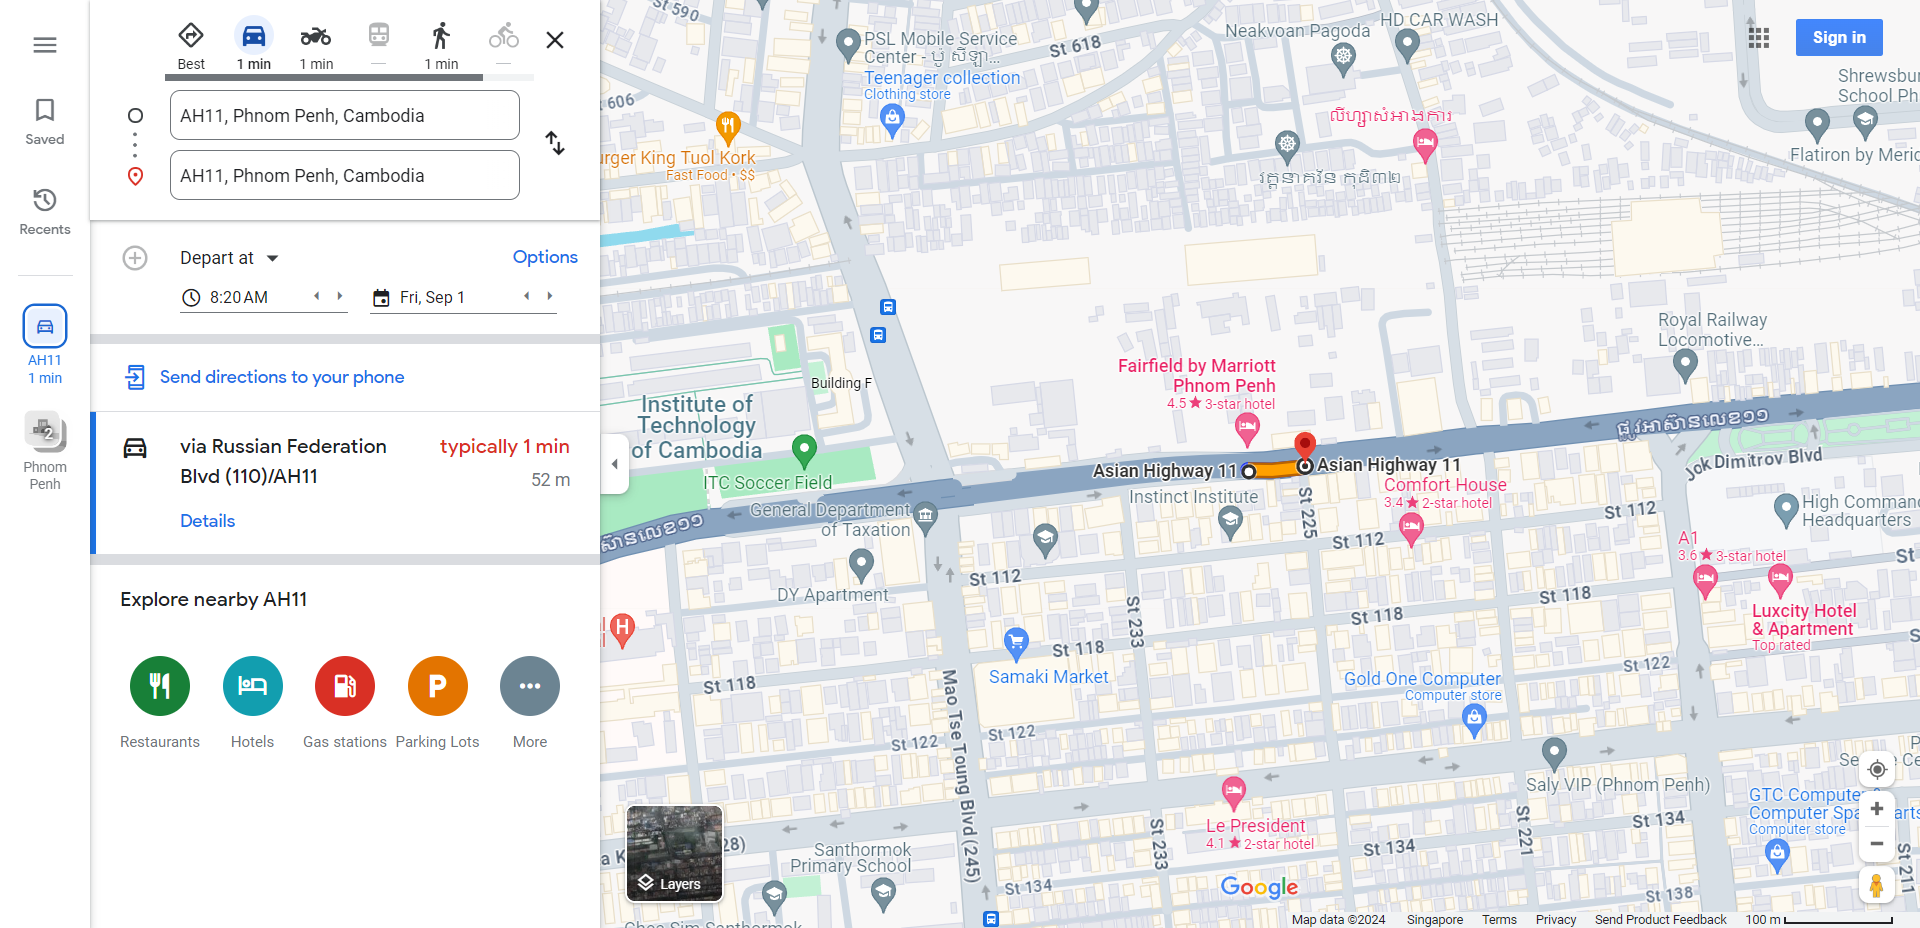 Best
1 min
1 min
1 min
Saved
Recents
AH11
1 min
2
Phnom
Penh
AH11, Phnom Penh, Cambodia
AH11, Phnom Penh, Cambodia
Depart at
Options
8:20 AM
Fri, Sep 1
Send directions to your phone
via Russian Federation
Blvd (110)/AH11
typically 1 min
52 m
Details
Explore nearby AH11
Restaurants
Hotels
Gas stations
P
Parking Lots
More
St 590
PSL Mobile Service
Center - ប៉ូ លីឡា...
Teenager collection
Clothing store
St 618
Neakvoan Pagoda
HD CAR WASH
Sign in
Shrewsbur
School Ph
Flatiron by Meric
606
urger King Tuol Kork
Fast Food • $$
លីហ្សាសំអាងការ
វត្តនាគវ័ន កុដិ៣២
Building F
Institute of
Technology
of Cambodia
ITC Soccer Field
General Department
of Taxation
DY Apartment
Fairfield by Marriott
Phnom Penh
4.5★ 3-star hotel
Asian Highway 11
Asian Highway 11
Instinct Institute
Comfort House
3.4★ 2-star hotel
St 225
Royal Railway
Locomotive...
ផ្លូវអាស៊ានលេខ១១
Jok Dimitrov Blvd
High Command
Headquarters
A1
3.6★ 3-star hotel
Luxcity Hotel
& Apartment
Top rated
St 112
St 112
St 112
St 118
St 118
St 118
St 118
St 122
St 122
St 122
St 233
St 233
St 221
St 211
Samaki Market
Mao Tse Toung Blvd (245)
Gold One Computer
Computer store
Saly VIP (Phnom Penh)
GTC Computer
Computer store
Le President
4.1★ 2-star hotel
St 134
St 134
St 134
St 138
Santhormok
Primary School
H
28)
Layers
Google
Map data ©2024
Singapore
Terms
Privacy
Send Product Feedback
100 m